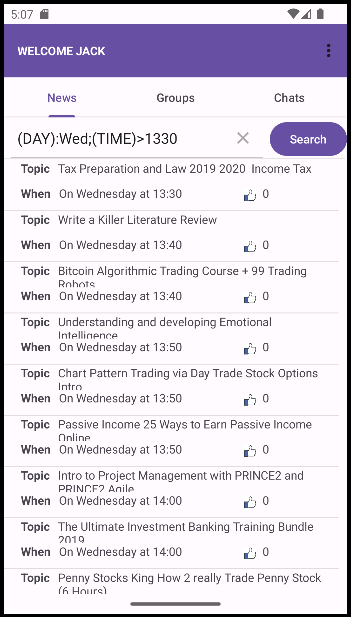 5:07
WELCOME JACK
News Groups Chats
(DAY):Wed;(TIME)>1330 Search
Topic Tax Preparation and Law 2019 2020 Income Tax
When On Wednesday at 13:30 0
Topic Write a Killer Literature Review
When On Wednesday at 13:40 0
Topic Bitcoin Algorithmic Trading Course + 99 Trading
Robots
When On Wednesday at 13:40 0
Topic Understanding and developing Emotional
Intelligence
When On Wednesday at 13:50 0
Topic Chart Pattern Trading via Day Trade Stock Options
Intro
When On Wednesday at 13:50 0
Topic Passive Income 25 Ways to Earn Passive Income
Online
When On Wednesday at 13:50 0
Topic Intro to Project Management with PRINCE2 and
PRINCE2 Agile
When On Wednesday at 14:00 0
Topic The Ultimate Investment Banking Training Bundle
2019
When On Wednesday at 14:00 0
Topic Penny Stocks King How 2 really Trade Penny Stock
(6 Hours)